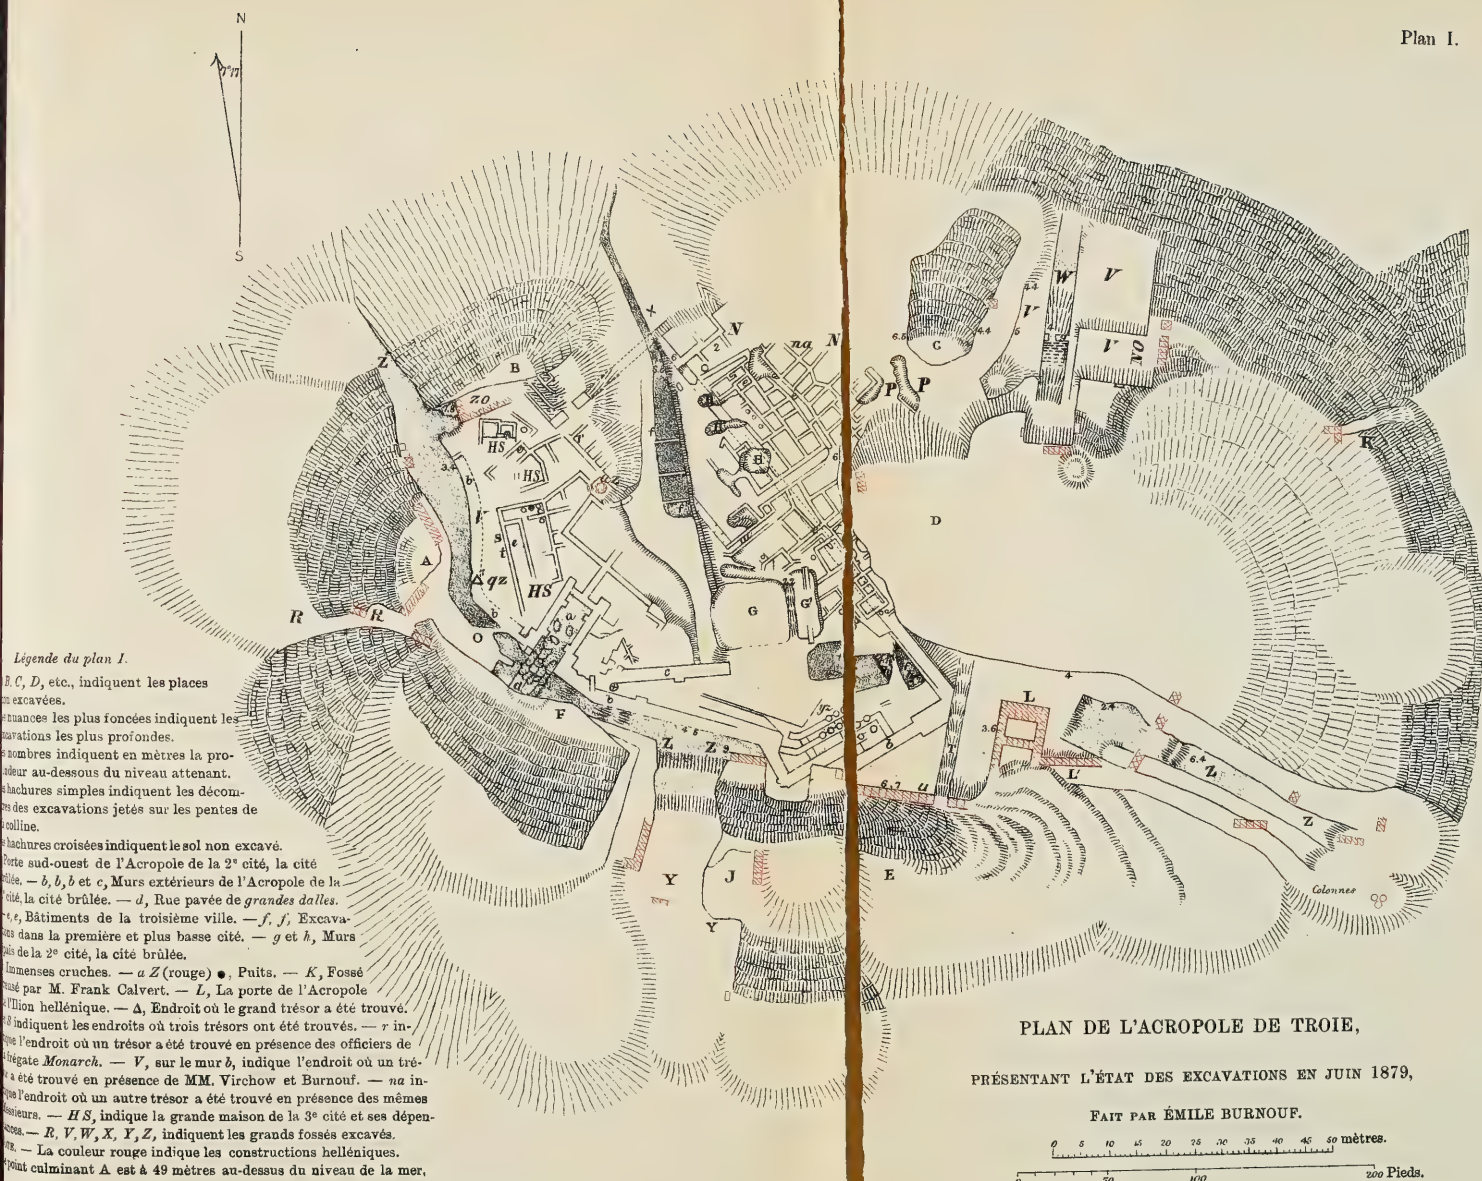 Plan I.
N
7°17'
S
Légende du plan I.
B. C, D, etc., indiquent les places
excavées.
nuances les plus foncées indiquent les
excavations les plus profondes.
nombres indiquent en mètres la pro-
au-dessous du niveau attenant.
hachures simples indiquent les décom-
des excavations jetés sur les pentes de
colline.
hachures croisées indiquent le sol non excavé.
Porte sud-ouest de l'Acropole de la 2e cité, la cité
— b, b, b et c, Murs extérieurs de l'Acropole de la
cité, la cité brûlée. — d, Rue pavée de grandes dalles.
e, e, Bâtiments de la troisième ville. — f, f, Excava-
dans la première et plus basse cité. — g et h, Murs
de la 2e cité, la cité brûlée.
Immenses cruches. — a Z (rouge) ●, Puits. — K, Fossé
par M. Frank Calvert. — L, La porte de l'Acropole
l'Ilion hellénique. — Δ, Endroit où le grand trésor a été trouvé.
S indiquent les endroits où trois trésors ont été trouvés. — r in-
l'endroit où un trésor a été trouvé en présence des officiers de
frégate Monarch. — V, sur le mur b, indique l'endroit où un tré-
a été trouvé en présence de MM. Virchow et Burnouf. — na in-
l'endroit où un autre trésor a été trouvé en présence des mêmes
— HS, indique la grande maison de la 3e cité et ses dépen-
— R, V, W, X, Y, Z, indiquent les grands fossés excavés.
— La couleur rouge indique les constructions helléniques.
point culminant A est à 49 mètres au-dessus du niveau de la mer,
X
N
na
N
C
P
P
W
V
V
V
NO
K
Z
B
ZO
HS
HS
HS
A
R
R
O
F
G
G'
D
L
L'
Z
Z
Z
Z
Y
J
Y
E
Colonnes
PLAN DE L'ACROPOLE DE TROIE,
PRÉSENTANT L'ÉTAT DES EXCAVATIONS EN JUIN 1879,
FAIT PAR ÉMILE BURNOUF.
0 5 10 15 20 25 30 35 40 45 50 mètres.
0 50 100 200 Pieds.